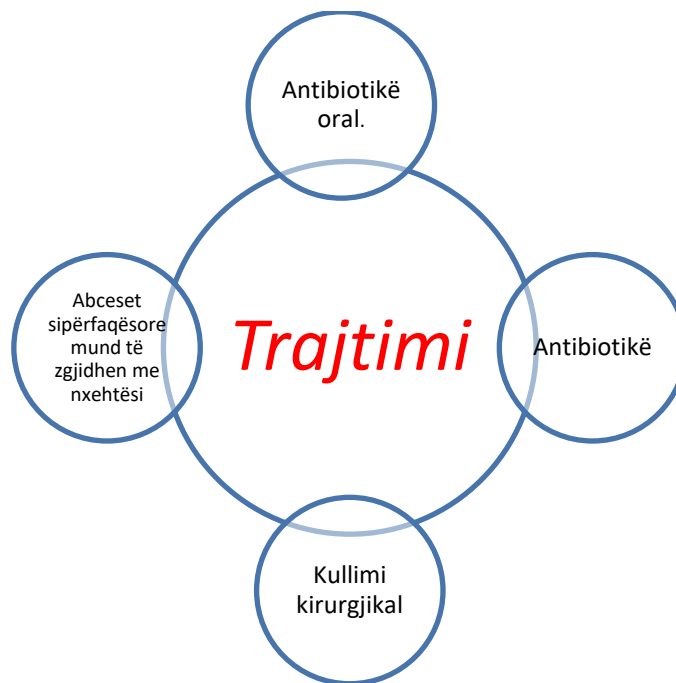 Antibiotikë
oral.
Abceset
sipërfaqësore
mund të
zgjidhen me
nxehtësi
Trajtimi
Antibiotikë
Kullimi
kirurgjikal